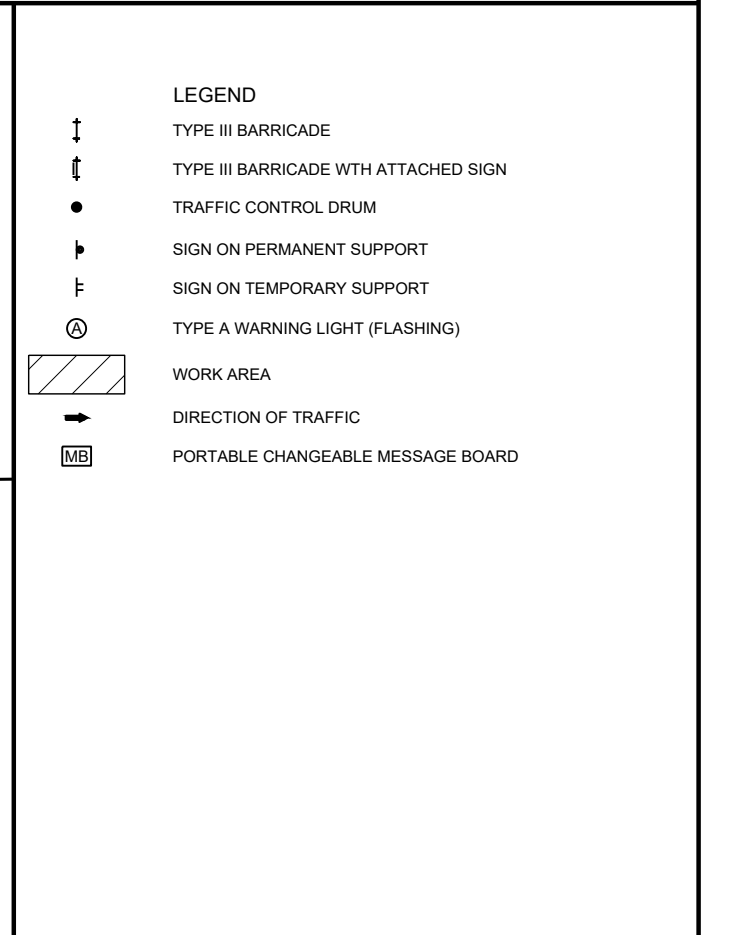 LEGEND
TYPE III BARRICADE
TYPE III BARRICADE WTH ATTACHED SIGN
TRAFFIC CONTROL DRUM
SIGN ON PERMANENT SUPPORT
SIGN ON TEMPORARY SUPPORT
A TYPE A WARNING LIGHT (FLASHING)
WORK AREA
DIRECTION OF TRAFFIC
MB PORTABLE CHANGEABLE MESSAGE BOARD